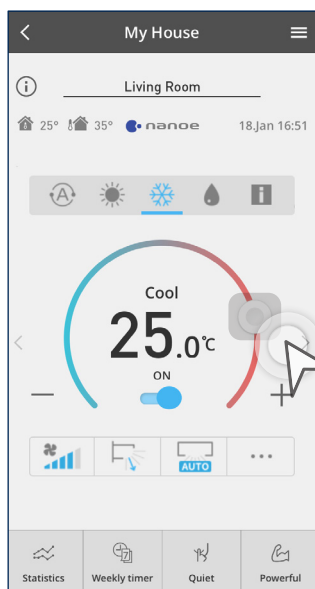 My House
Living Room
25° 35° nanoe 18.Jan 16:51
A i
Cool
25.0°C
ON
− +
AUTO
7
Statistics Weekly timer Quiet Powerful